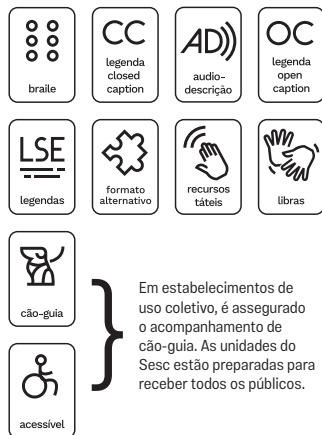 braile
CC
legenda
closed
caption
AD))
audio-
descrição
OC
legenda
open
caption
LSE
legendas
formato
alternativo
recursos
táteis
libras
cão-guia
acessível
Em estabelecimentos de
uso coletivo, é assegurado
o acompanhamento de
cão-guia. As unidades do
Sesc estão preparadas para
receber todos os públicos.